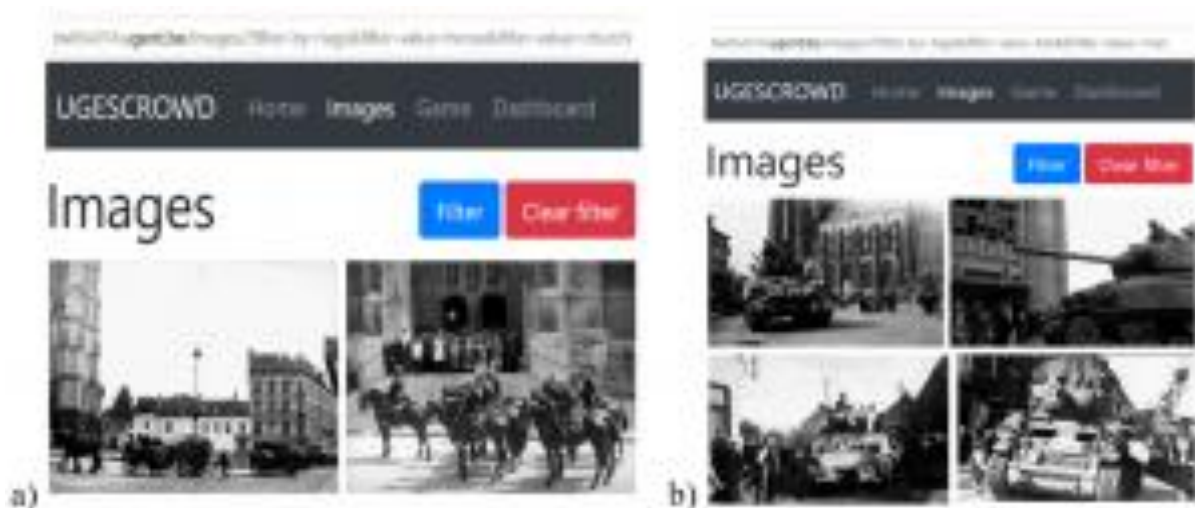 UGESCROWD Home Images Game Dashboard
Images Filter Clear filter
a)
UGESCROWD Home Images Game Dashboard
Images Filter Clear filter
b)